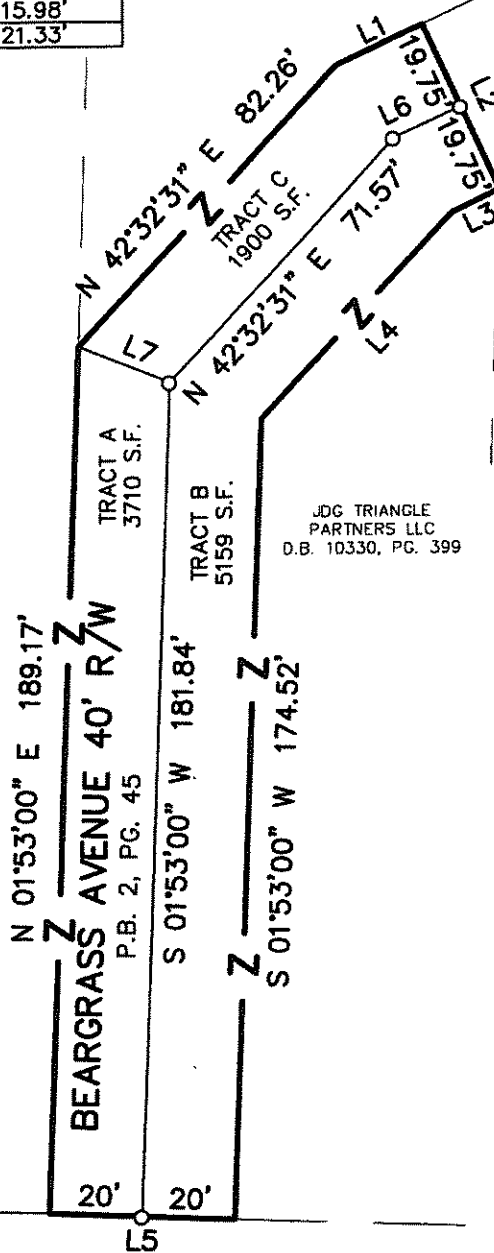 15.98'
21.33'
L1
19.75'
L2
L6
19.75'
L3
N 42°32'31" E 82.26'
Z
TRACT C
1900 S.F.
N 42°32'31" E 71.57'
Z
L4
L7
TRACT A
3710 S.F.
TRACT B
5159 S.F.
JDG TRIANGLE
PARTNERS LLC
D.B. 10330, PG. 399
N 01°53'00" E 189.17'
Z
Z
BEARGRASS AVENUE 40' R/W
P.B. 2, PG. 45
S 01°53'00" W 181.84'
Z
Z
S 01°53'00" W 174.52'
20'
20'
L5